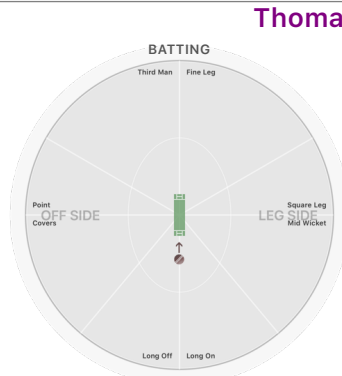 Thoma
BATTING
Third Man Fine Leg
Point Square Leg
OFF SIDE LEG SIDE
Covers Mid Wicket
Long Off Long On